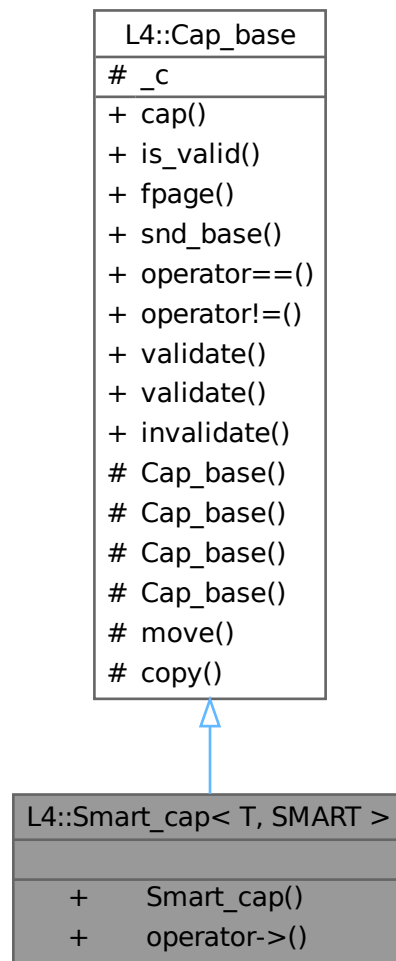 L4::Cap_base
# _c
+ cap()
+ is_valid()
+ fpage()
+ snd_base()
+ operator==()
+ operator!=()
+ validate()
+ validate()
+ invalidate()
# Cap_base()
# Cap_base()
# Cap_base()
# Cap_base()
# move()
# copy()
L4::Smart_cap< T, SMART >
+ Smart_cap()
+ operator->()